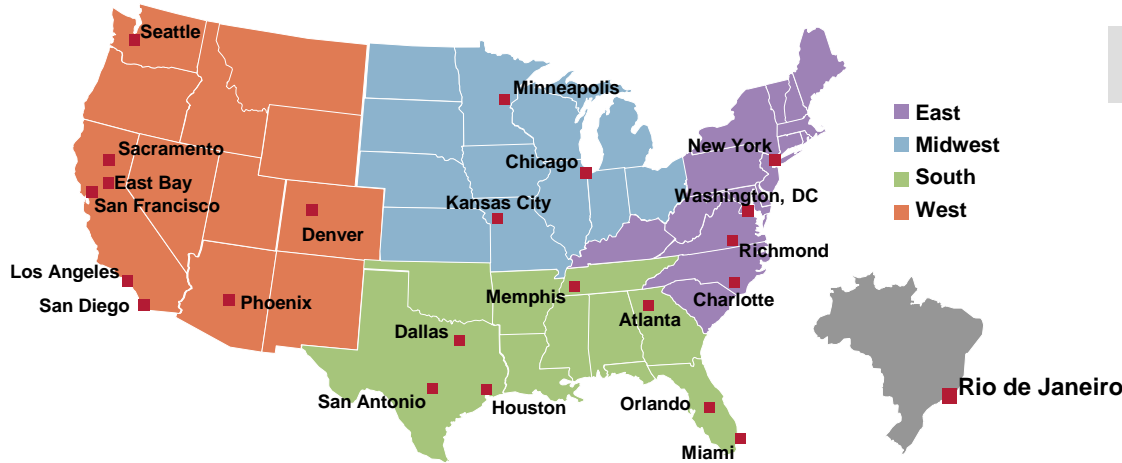 Seattle
Minneapolis
East
New York
Midwest
Sacramento
Chicago
East Bay
South
San Francisco
Kansas City
Washington, DC
West
Denver
Richmond
Los Angeles
San Diego
Phoenix
Memphis
Charlotte
Dallas
Atlanta
Rio de Janeiro
San Antonio
Houston
Orlando
Miami